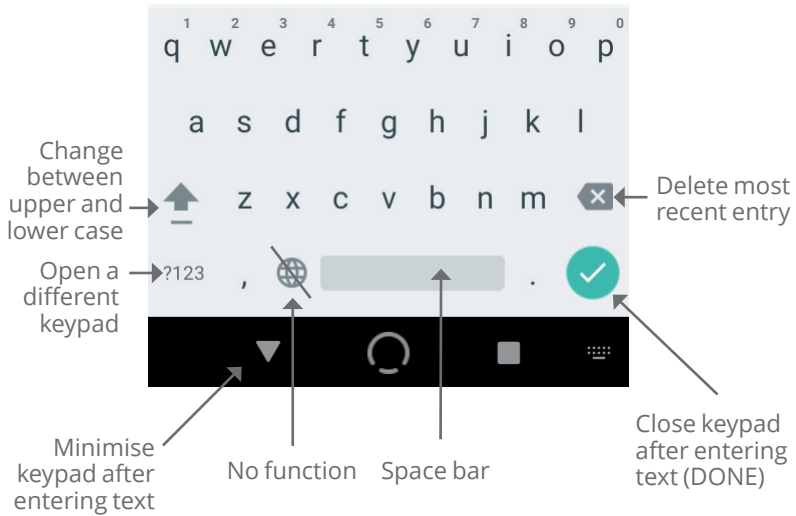 1 2 3 4 5 6 7 8 9 0
q w e r t y u i o p
a s d f g h j k l
Change
between
upper and
lower case
z x c v b n m
Delete most
recent entry
Open a
different
keypad
?123 , .
Minimise
keypad after
entering text
No function
Space bar
Close keypad
after entering
text (DONE)